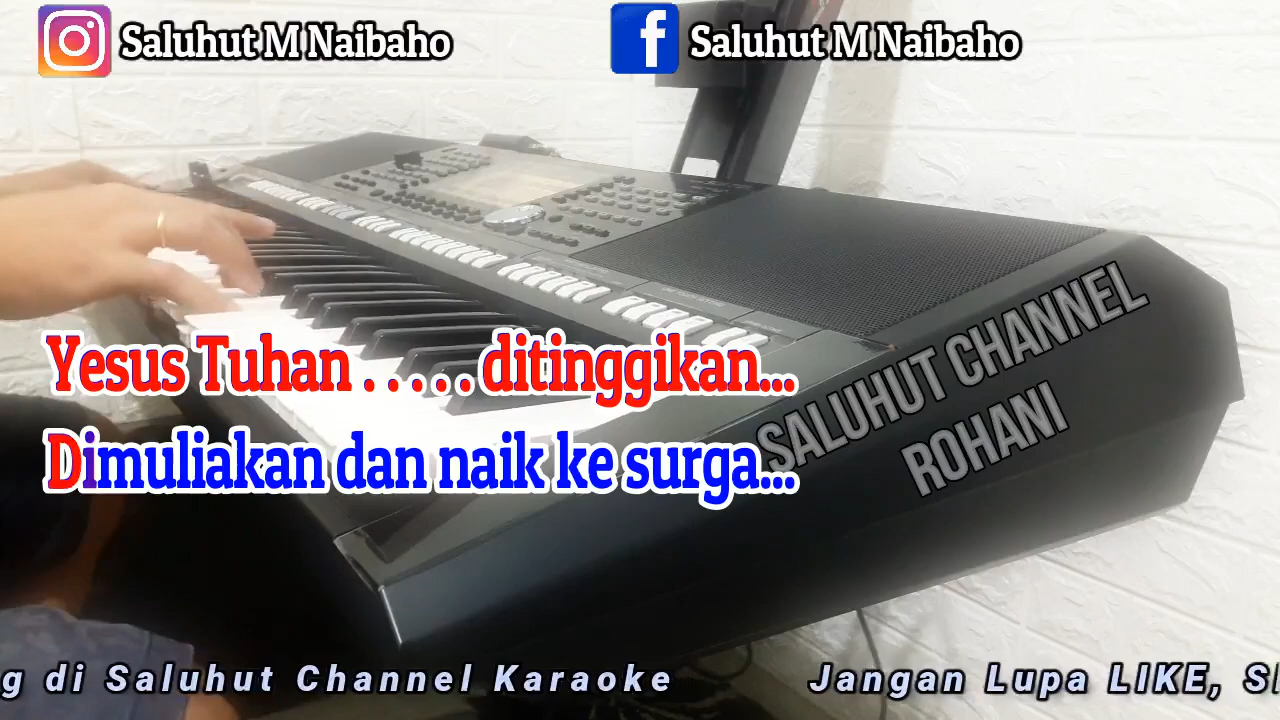 Saluhut M Naibaho
Saluhut M Naibaho
SALUHUT CHANNEL
ROHANI
Yesus Tuhan . . . . . ditinggikan...
Dimuliakan dan naik ke surga...
g di Saluhut Channel Karaoke
Jangan Lupa LIKE,